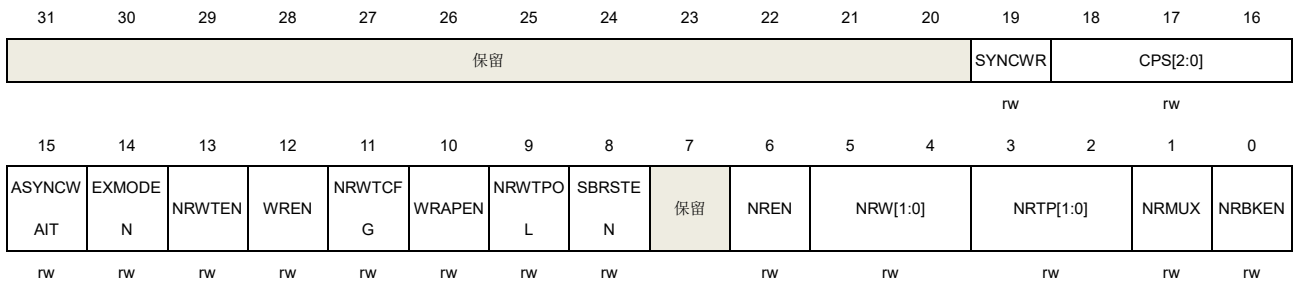 31 30 29 28 27 26 25 24 23 22 21 20 19 18 17 16
保留 SYNCWR CPS[2:0]
rw rw
15 14 13 12 11 10 9 8 7 6 5 4 3 2 1 0
ASYNCW EXMODE NRWTCF NRWTPO SBRSTE
NRWTEN WREN WRAPEN 保留 NREN NRW[1:0] NRTP[1:0] NRMUX NRBKEN
AIT N G L N
rw rw rw rw rw rw rw rw rw rw rw rw rw